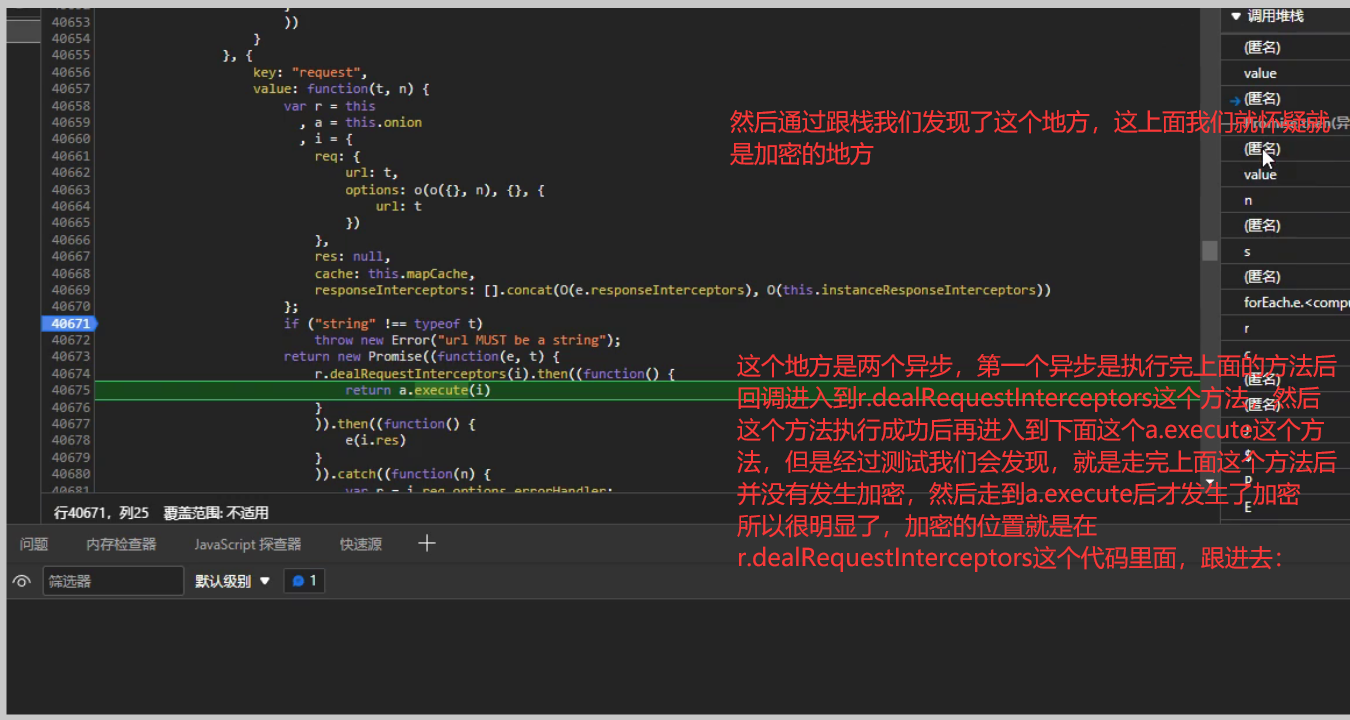 40653 ))
40654 }
40655 }, {
40656 key: "request",
40657 value: function(t, n) {
40658 var r = this
40659 , a = this.onion
40660 , i = {
40661 req: {
40662 url: t,
40663 options: o(o({}, n), {}, {
40664 url: t
40665 })
40666 },
40667 res: null,
40668 cache: this.mapCache,
40669 responseInterceptors: [].concat(O(e.responseInterceptors), O(this.instanceResponseInterceptors))
40670 };
40671 if ("string" !== typeof t)
40672 throw new Error("url MUST be a string");
40673 return new Promise((function(e, t) {
40674 r.dealRequestInterceptors(i).then((function() {
40675 return a.execute(i)
40676 }
40677 )).then((function() {
40678 e(i.res)
40679 }
40680 )).catch((function(n) {
40681 var r = i.req.options.errorHandler;
然后通过跟栈我们发现了这个地方，这上面我们就怀疑就
是加密的地方
这个地方是两个异步，第一个异步是执行完上面的方法后
回调进入到r.dealRequestInterceptors这个方法，然后
这个方法执行成功后再进入到下面这个a.execute这个方
法，但是经过测试我们会发现，就是走完上面这个方法后
并没有发生加密，然后走到a.execute后才发生了加密
所以很明显了，加密的位置就是在
r.dealRequestInterceptors这个代码里面，跟进去：
调用堆栈
(匿名)
value
(匿名)
Promise.then(异
(匿名)
value
n
(匿名)
s
(匿名)
forEach.e.<compu
r
c
(匿名)
(匿名)
$
p
E
行40671，列25 覆盖范围: 不适用
问题 内存检查器 JavaScript 探查器 快速源
筛选器 默认级别 1